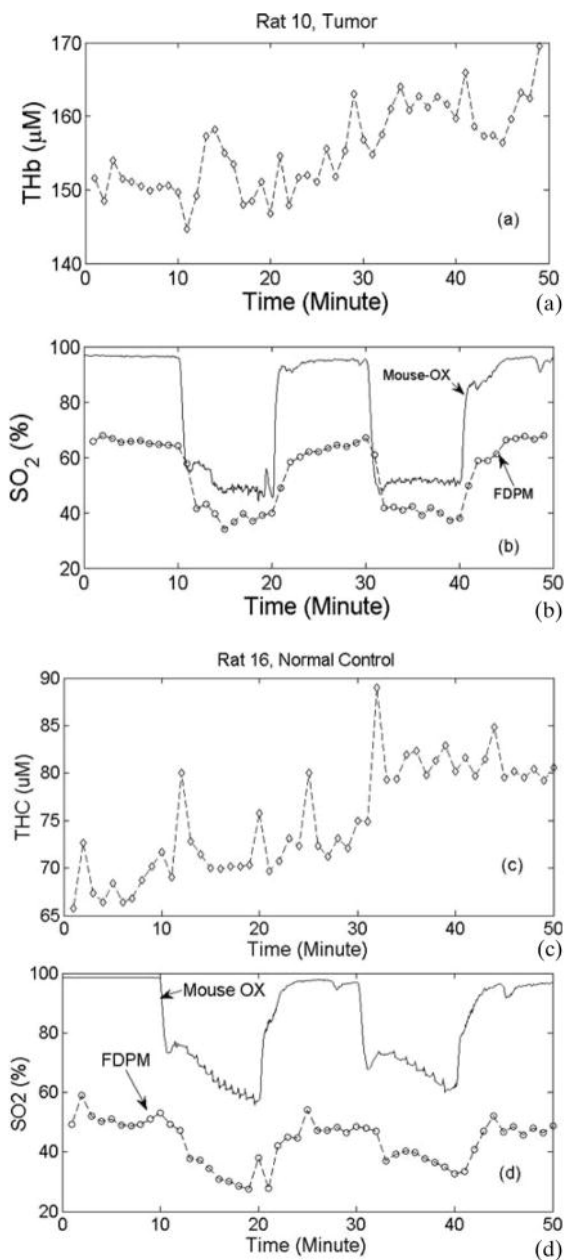 Rat 10, Tumor
170
160
150
140
THb (μM)
0 10 20 30 40 50
Time (Minute)
(a)
(a)
100
80
60
40
20
SO2 (%)
Mouse-OX
FDPM
(b)
0 10 20 30 40 50
Time (Minute)
(b)
Rat 16, Normal Control
90
85
80
75
70
65
THC (uM)
(c)
0 10 20 30 40 50
Time (Minute)
(c)
100
80
60
40
20
SO2 (%)
Mouse OX
FDPM
(d)
0 10 20 30 40 50
Time (Minute)
(d)